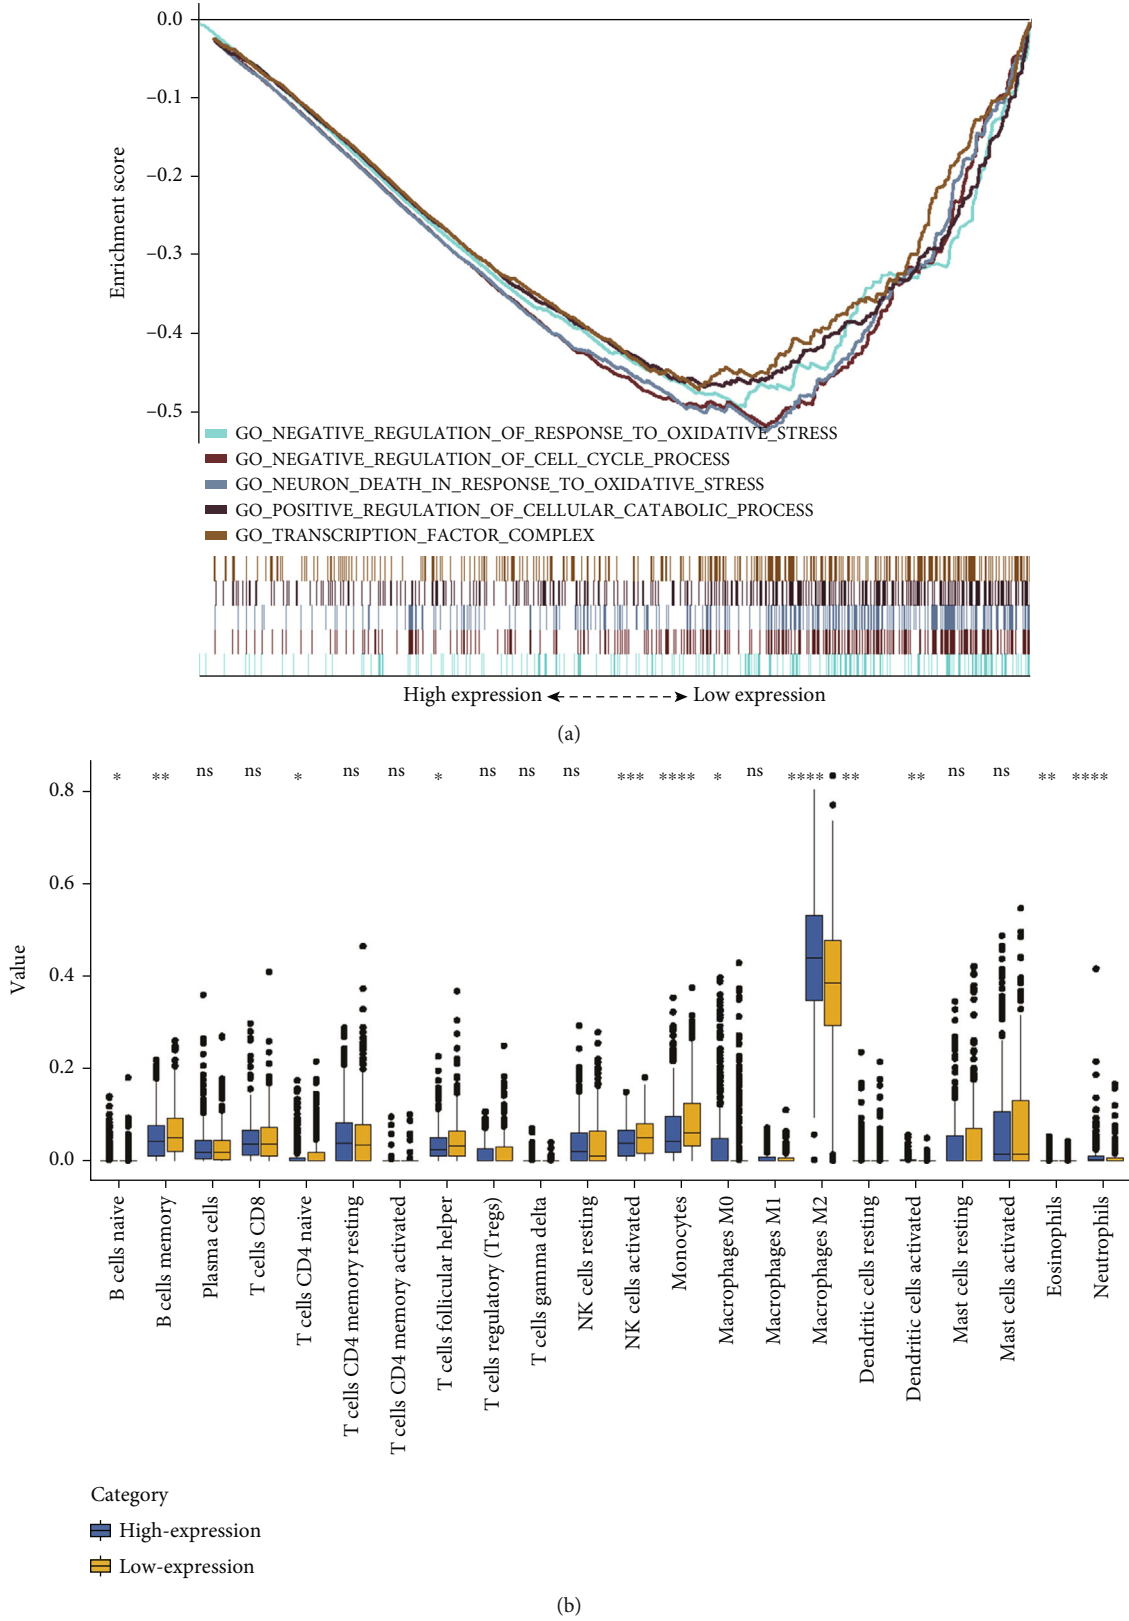 0.0
–0.1
–0.2
–0.3
–0.4
–0.5
Enrichment score
GO_NEGATIVE_REGULATION_OF_RESPONSE_TO_OXIDATIVE_STRESS
GO_NEGATIVE_REGULATION_OF_CELL_CYCLE_PROCESS
GO_NEURON_DEATH_IN_RESPONSE_TO_OXIDATIVE_STRESS
GO_POSITIVE_REGULATION_OF_CELLULAR_CATABOLIC_PROCESS
GO_TRANSCRIPTION_FACTOR_COMPLEX
High expression Low expression
(a)
* ** ns ns * ns ns * ns ns ns *** **** * ns **** ** ** ns ns ** ****
0.8
0.6
0.4
0.2
0.0
Value
B cells naive
B cells memory
Plasma cells
T cells CD8
T cells CD4 naive
T cells CD4 memory resting
T cells CD4 memory activated
T cells follicular helper
T cells regulatory (Tregs)
T cells gamma delta
NK cells resting
NK cells activated
Monocytes
Macrophages M0
Macrophages M1
Macrophages M2
Dendritic cells resting
Dendritic cells activated
Mast cells resting
Mast cells activated
Eosinophils
Neutrophils
Category
High-expression
Low-expression
(b)